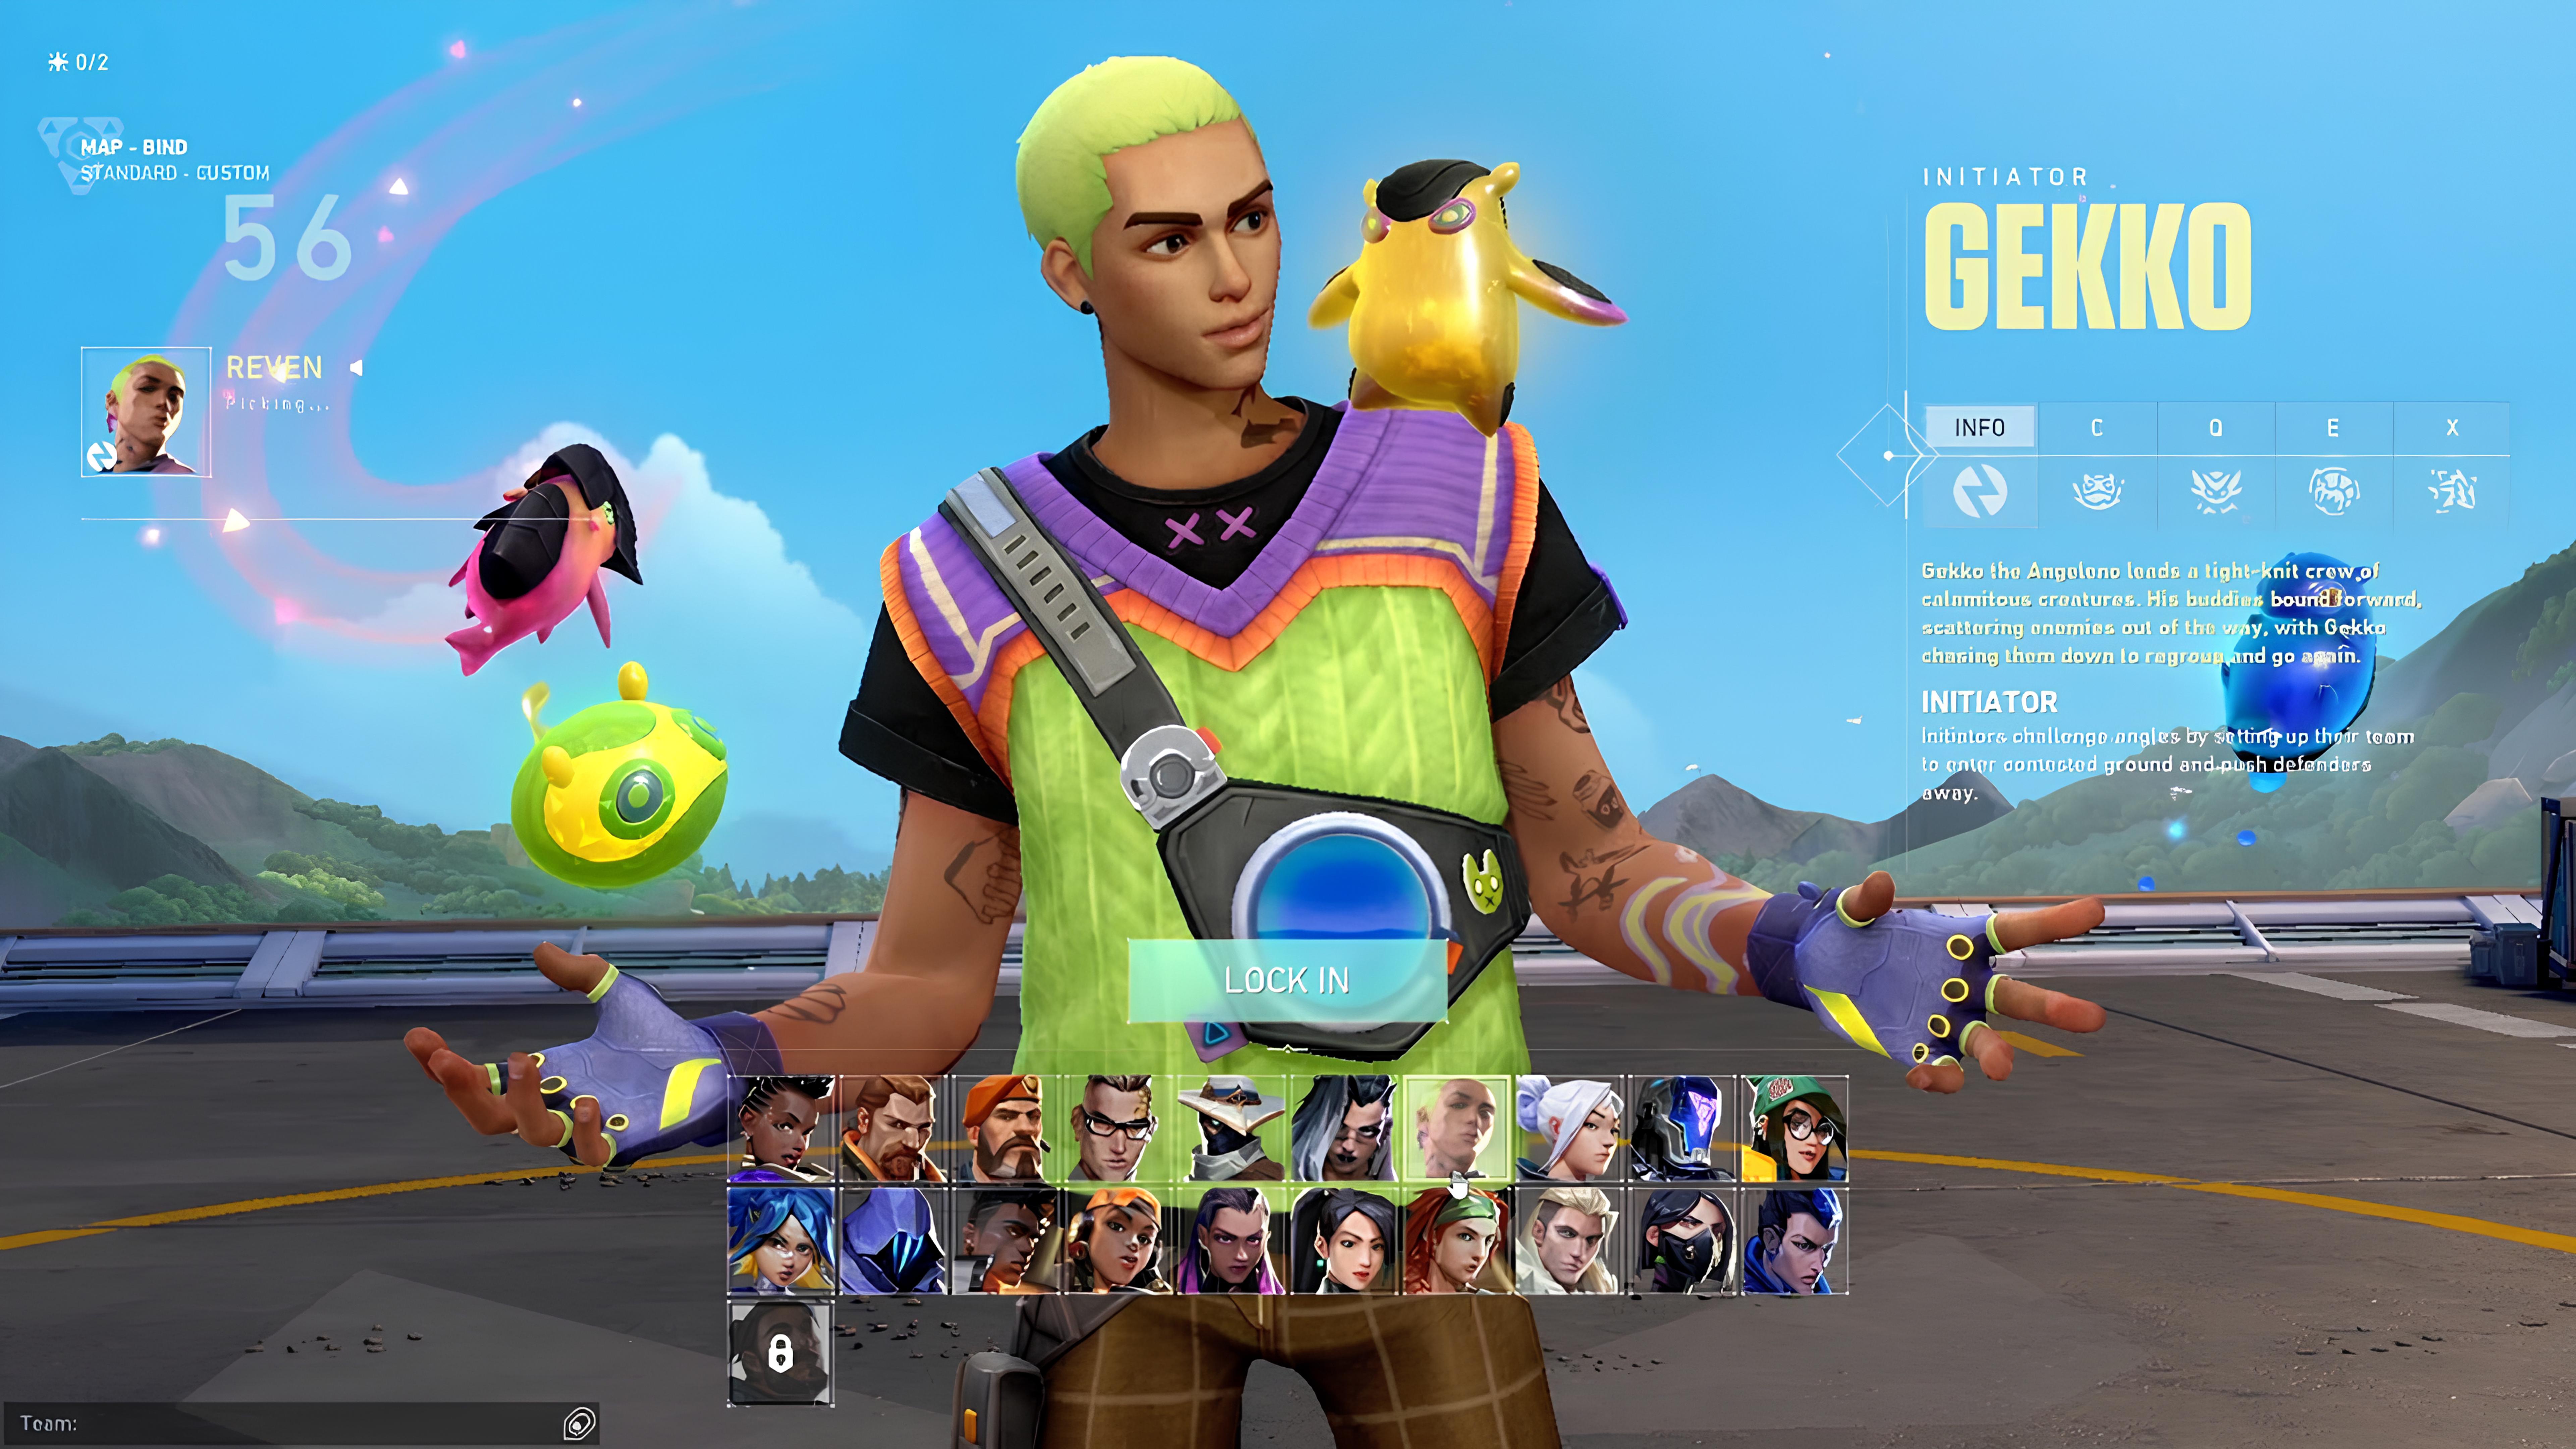 0/2
MAP - BIND
STANDARD - CUSTOM
56
REVEN
Picking...
INITIATOR
GEKKO
INFO C Q E X
Gekko the Angeleno leads a tight-knit crew of
calamitous creatures. His buddies bound forward,
scattering enemies out of the way, with Gekko
chasing them down to regroup and go again.
INITIATOR
Initiators challenge angles by setting up their team
to enter contested ground and push defenders
away.
LOCK IN
Team: